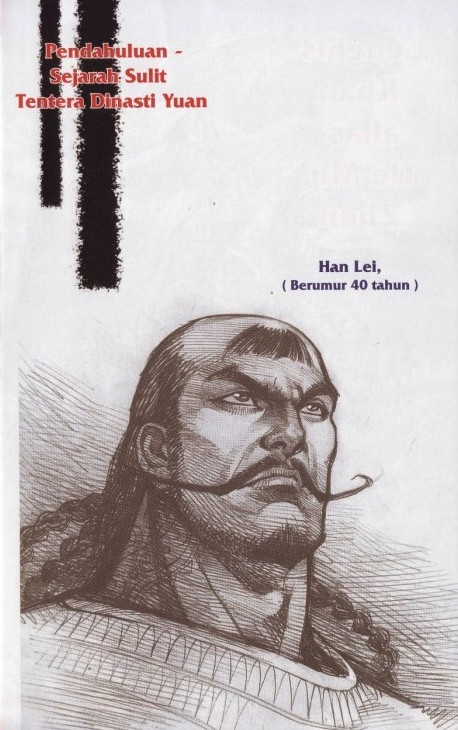 Pendahuluan -
Sejarah Sulit
Tentera Dinasti Yuan
Han Lei,
( Berumur 40 tahun )